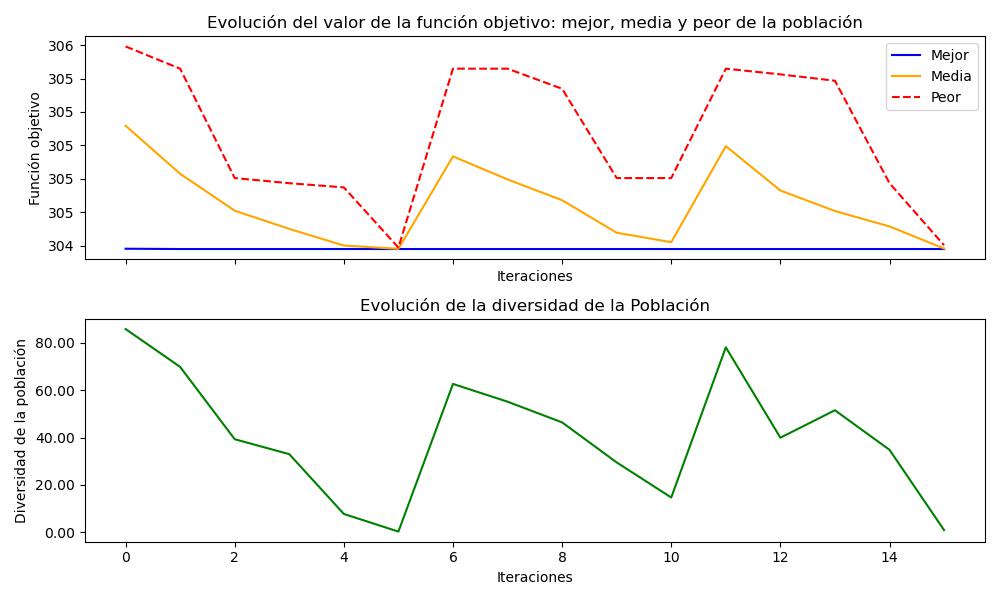 Evolución del valor de la función objetivo: mejor, media y peor de la población
306
305
305
305
305
305
304
Función objetivo
Mejor
Media
Peor
Iteraciones
Evolución de la diversidad de la Población
80.00
60.00
40.00
20.00
0.00
Diversidad de la población
0 2 4 6 8 10 12 14
Iteraciones